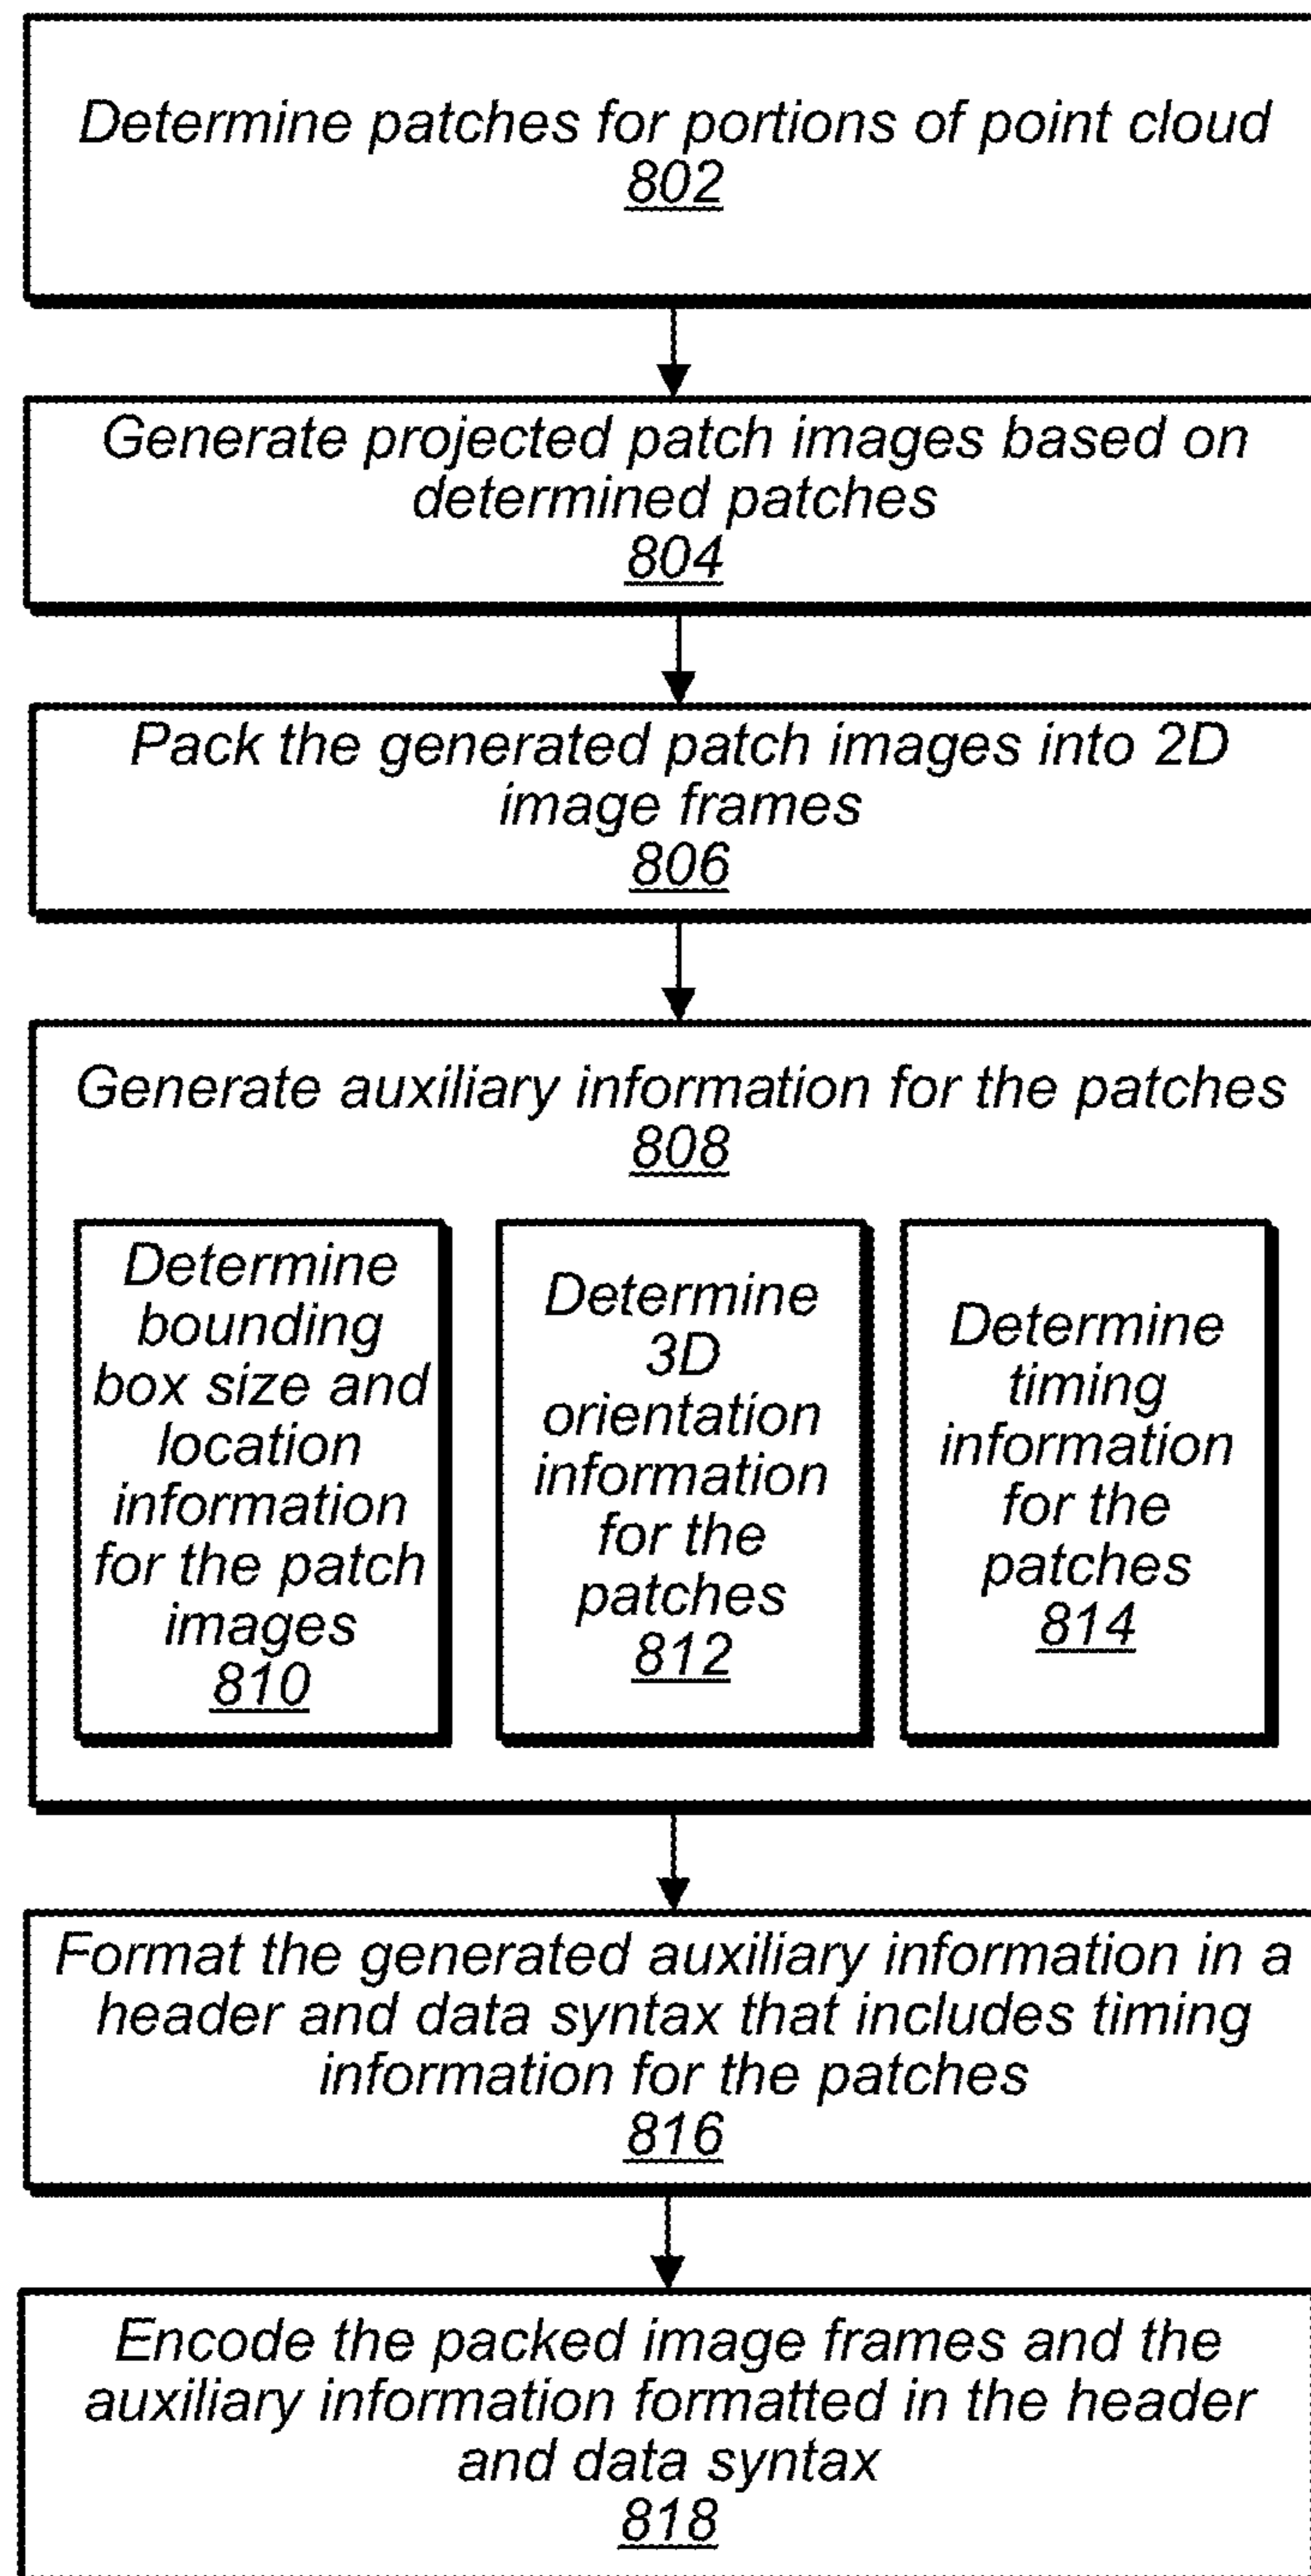 Determine patches for portions of point cloud
802
Generate projected patch images based on
determined patches
804
Pack the generated patch images into 2D
image frames
806
Generate auxiliary information for the patches
808
Determine
bounding
box size and
location
information
for the patch
images
810
Determine
3D
orientation
information
for the
patches
812
Determine
timing
information
for the
patches
814
Format the generated auxiliary information in a
header and data syntax that includes timing
information for the patches
816
Encode the packed image frames and the
auxiliary information formatted in the header
and data syntax
818